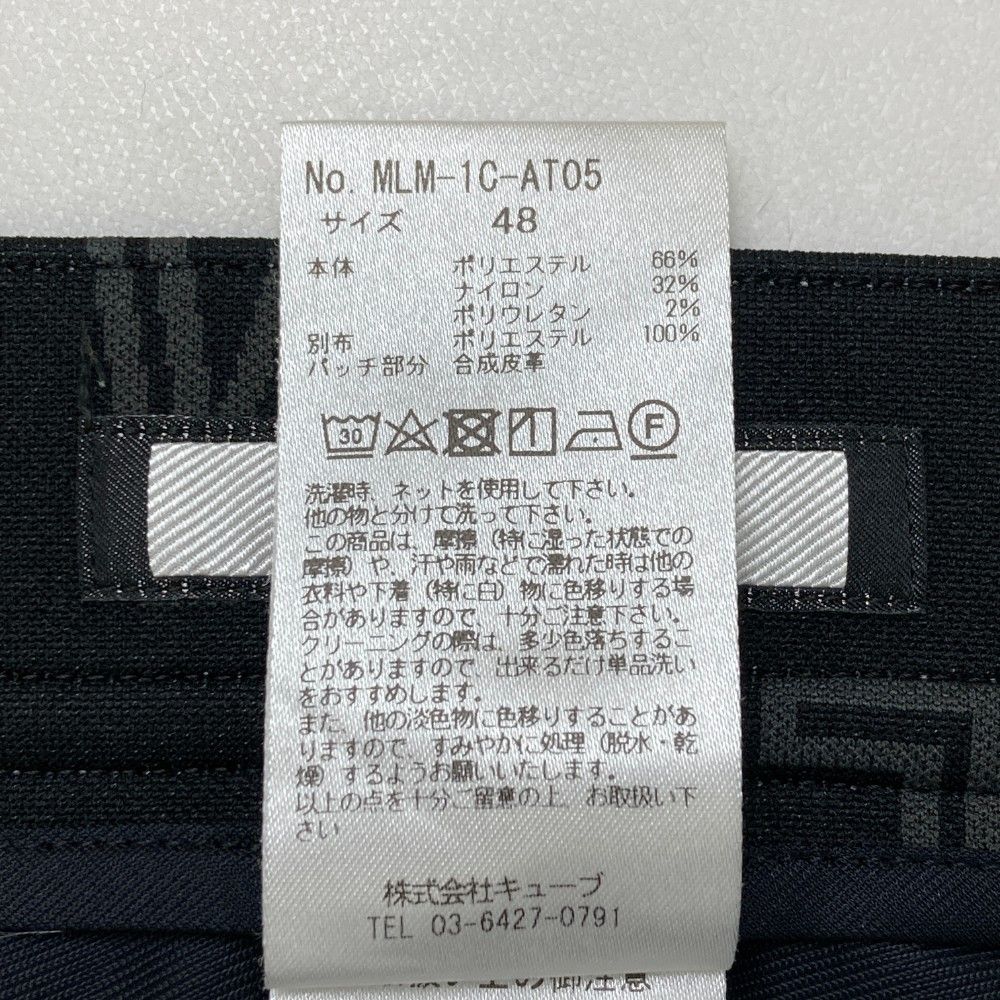 No. MLM-1C-AT05
サイズ 48
本体 ポリエステル 66%
ナイロン 32%
ポリウレタン 2%
別布 ポリエステル 100%
パッチ部分 合成皮革
30 F
洗濯時、ネットを使用して下さい。
他の物と分けて洗って下さい。
この商品は、摩擦（特に湿った状態での
摩擦）や、汗や雨などで濡れた時は他の
衣料や下着（特に白）物に色移りする場
合がありますので、十分ご注意下さい。
クリーニングの際は、多少色落ちするこ
とがありますので、出来るだけ単品洗い
をおすすめします。
また、他の淡色物に色移りすることがあ
りますので、すみやかに処理（脱水・乾
燥）するようお願いいたします。
以上の点を十分ご留意の上、お取扱い下
さい
株式会社キューブ
TEL 03-6427-0791
い上の御注意